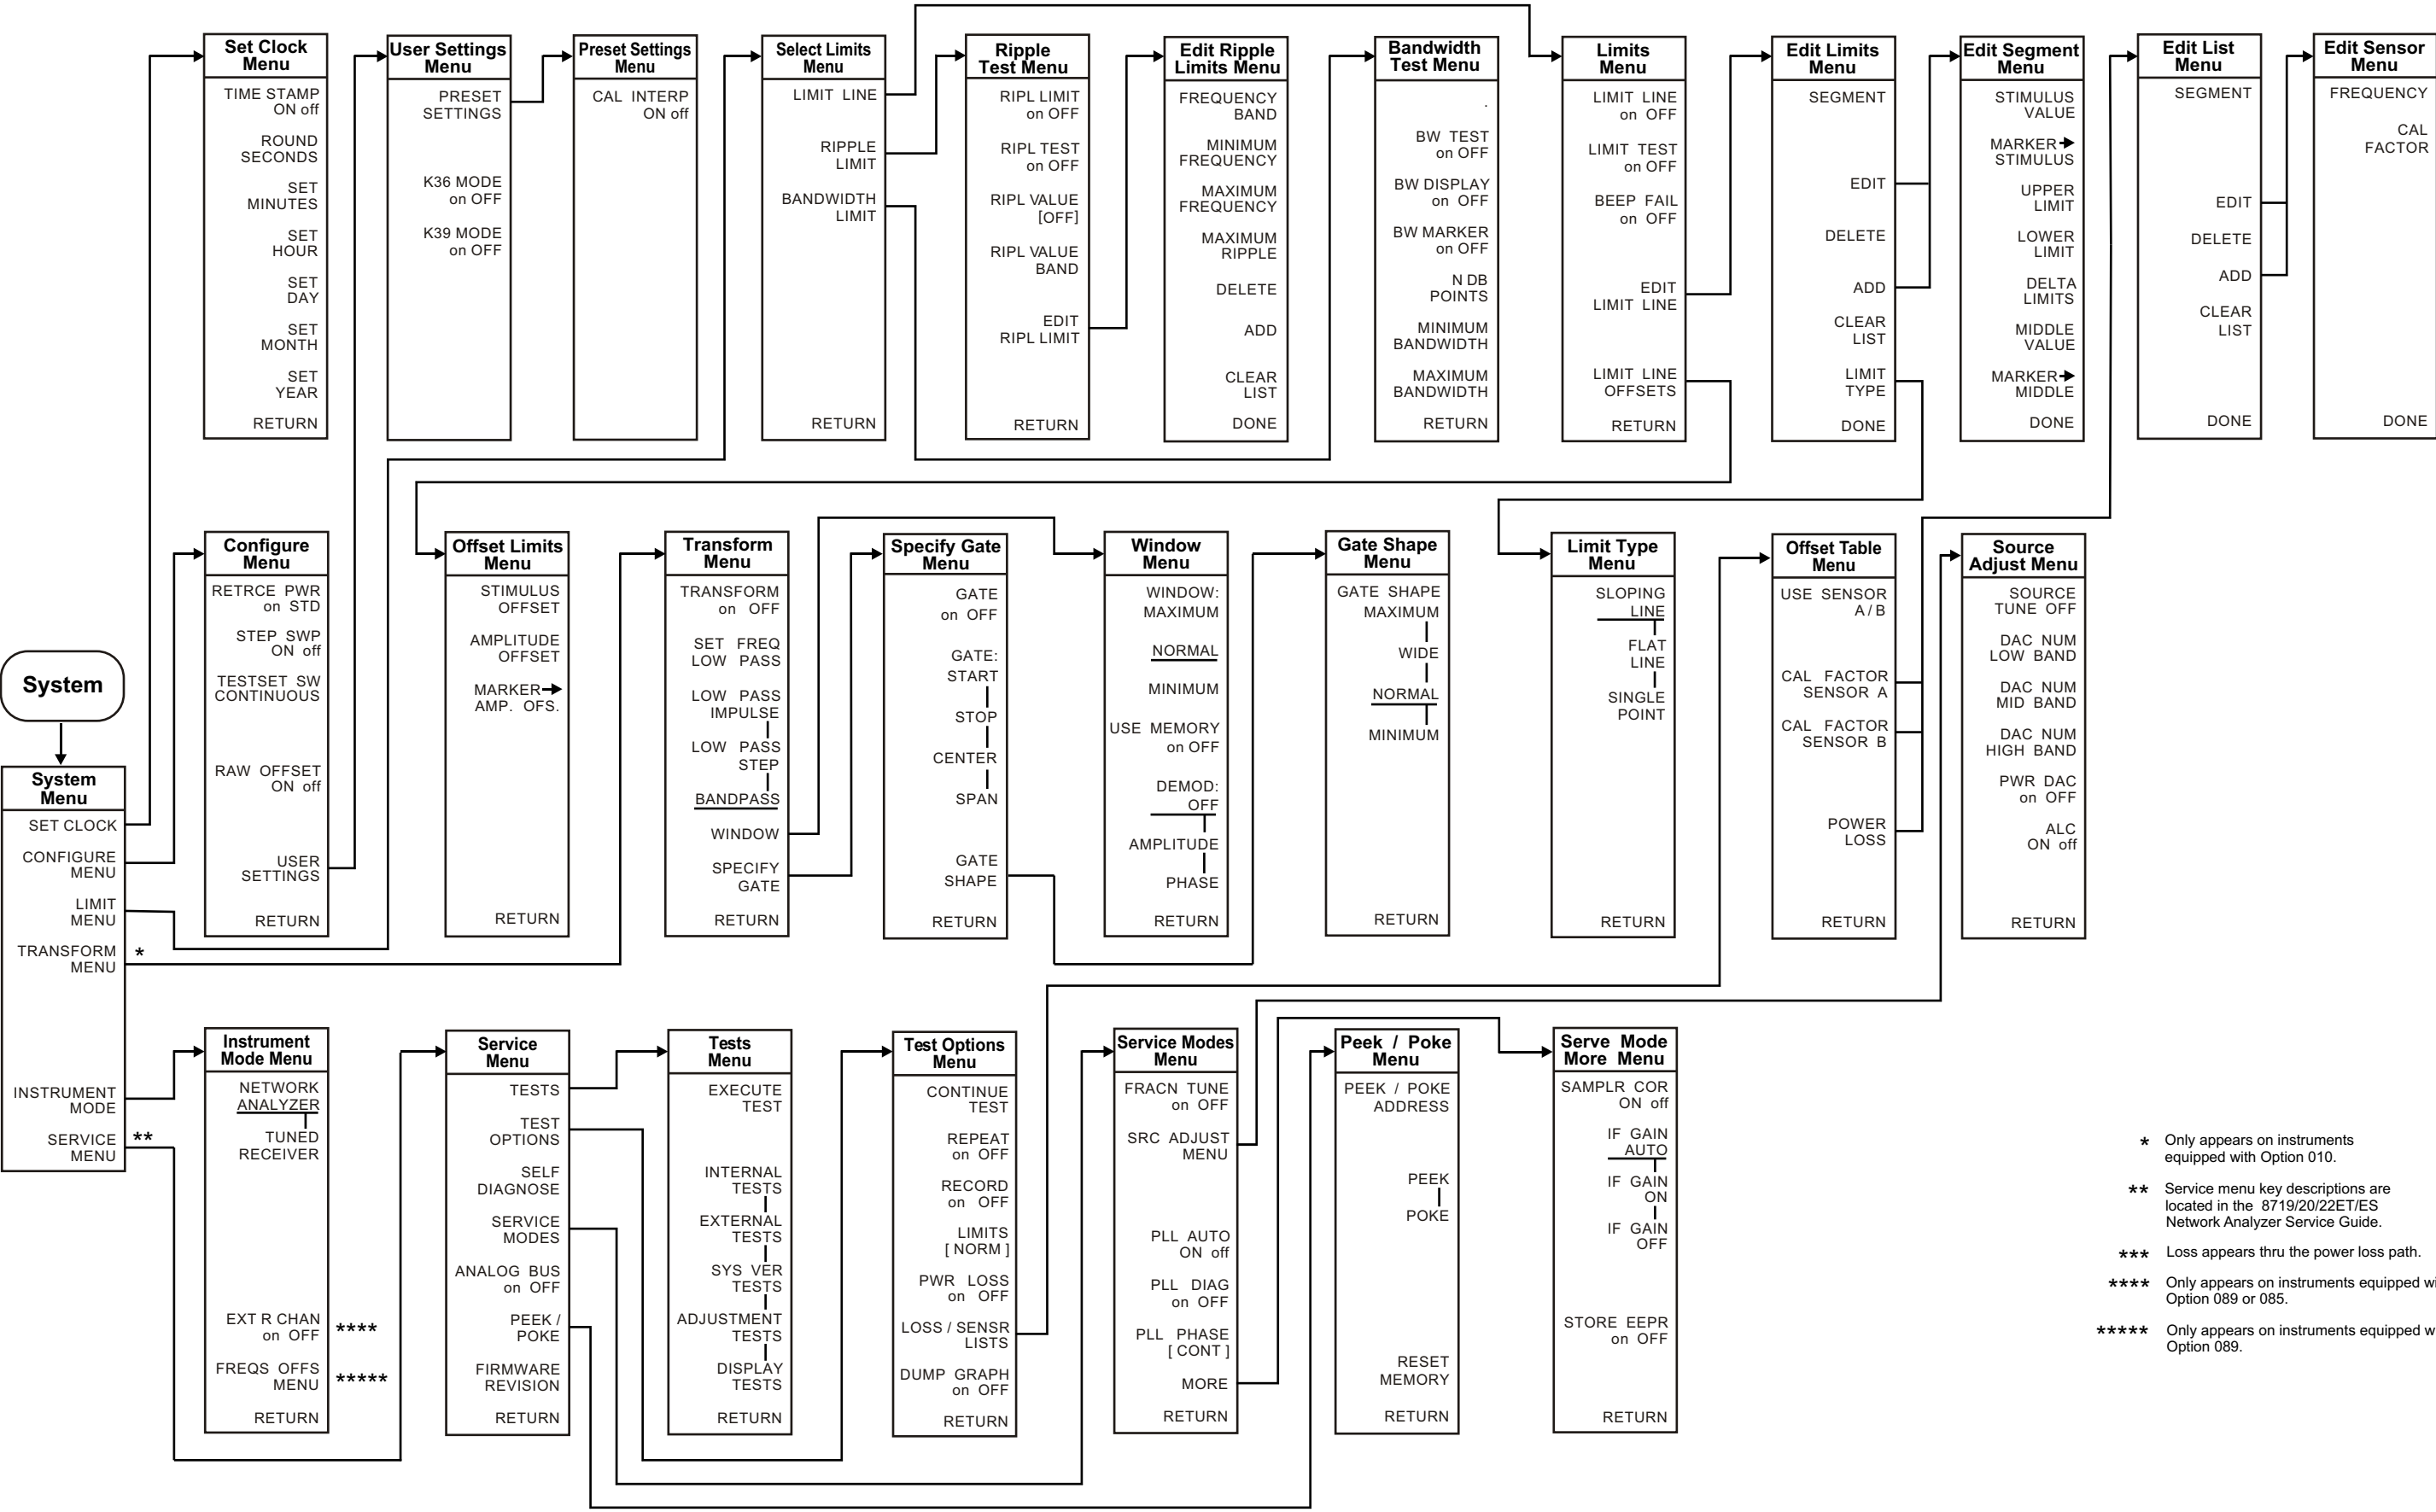 Set Clock
Menu
TIME STAMP
ON off
ROUND
SECONDS
SET
MINUTES
SET
HOUR
SET
DAY
SET
MONTH
SET
YEAR
RETURN
User Settings
Menu
PRESET
SETTINGS
K36 MODE
on OFF
K39 MODE
on OFF
Preset Settings
Menu
CAL INTERP
ON off
Select Limits
Menu
LIMIT LINE
RIPPLE
LIMIT
BANDWIDTH
LIMIT
RETURN
Ripple
Test Menu
RIPL LIMIT
on OFF
RIPL TEST
on OFF
RIPL VALUE
[OFF]
RIPL VALUE
BAND
EDIT
RIPL LIMIT
RETURN
Edit Ripple
Limits Menu
FREQUENCY
BAND
MINIMUM
FREQUENCY
MAXIMUM
FREQUENCY
MAXIMUM
RIPPLE
DELETE
ADD
CLEAR
LIST
DONE
Bandwidth
Test Menu
.
BW TEST
on OFF
BW DISPLAY
on OFF
BW MARKER
on OFF
N DB
POINTS
MINIMUM
BANDWIDTH
MAXIMUM
BANDWIDTH
RETURN
Limits
Menu
LIMIT LINE
on OFF
LIMIT TEST
on OFF
BEEP FAIL
on OFF
EDIT
LIMIT LINE
LIMIT LINE
OFFSETS
RETURN
Edit Limits
Menu
SEGMENT
EDIT
DELETE
ADD
CLEAR
LIST
LIMIT
TYPE
DONE
Edit Segment
Menu
STIMULUS
VALUE
MARKER➔
STIMULUS
UPPER
LIMIT
LOWER
LIMIT
DELTA
LIMITS
MIDDLE
VALUE
MARKER➔
MIDDLE
DONE
Edit List
Menu
SEGMENT
EDIT
DELETE
ADD
CLEAR
LIST
DONE
Edit Sensor
Menu
FREQUENCY
CAL
FACTOR
DONE
System
System
Menu
SET CLOCK
CONFIGURE
MENU
LIMIT
MENU
TRANSFORM *
MENU
INSTRUMENT
MODE
SERVICE **
MENU
Configure
Menu
RETRCE PWR
on STD
STEP SWP
ON off
TESTSET SW
CONTINUOUS
RAW OFFSET
ON off
USER
SETTINGS
RETURN
Offset Limits
Menu
STIMULUS
OFFSET
AMPLITUDE
OFFSET
MARKER➔
AMP. OFS.
RETURN
Transform
Menu
TRANSFORM
on OFF
SET FREQ
LOW PASS
LOW PASS
IMPULSE
LOW PASS
STEP
BANDPASS
WINDOW
SPECIFY
GATE
RETURN
Specify Gate
Menu
GATE
on OFF
GATE:
START
STOP
CENTER
SPAN
GATE
SHAPE
RETURN
Window
Menu
WINDOW:
MAXIMUM
NORMAL
MINIMUM
USE MEMORY
on OFF
DEMOD:
OFF
AMPLITUDE
PHASE
RETURN
Gate Shape
Menu
GATE SHAPE
MAXIMUM
WIDE
NORMAL
MINIMUM
RETURN
Limit Type
Menu
SLOPING
LINE
FLAT
LINE
SINGLE
POINT
RETURN
Offset Table
Menu
USE SENSOR
A / B
CAL FACTOR
SENSOR A
CAL FACTOR
SENSOR B
POWER
LOSS
RETURN
Source
Adjust Menu
SOURCE
TUNE OFF
DAC NUM
LOW BAND
DAC NUM
MID BAND
DAC NUM
HIGH BAND
PWR DAC
on OFF
ALC
ON off
RETURN
Instrument
Mode Menu
NETWORK
ANALYZER
TUNED
RECEIVER
EXT R CHAN
on OFF ****
FREQS OFFS
MENU *****
RETURN
Service
Menu
TESTS
TEST
OPTIONS
SELF
DIAGNOSE
SERVICE
MODES
ANALOG BUS
on OFF
PEEK /
POKE
FIRMWARE
REVISION
RETURN
Tests
Menu
EXECUTE
TEST
INTERNAL
TESTS
EXTERNAL
TESTS
SYS VER
TESTS
ADJUSTMENT
TESTS
DISPLAY
TESTS
RETURN
Test Options
Menu
CONTINUE
TEST
REPEAT
on OFF
RECORD
on OFF
LIMITS
[ NORM ]
PWR LOSS
on OFF
LOSS / SENSR
LISTS
DUMP GRAPH
on OFF
RETURN
Service Modes
Menu
FRACN TUNE
on OFF
SRC ADJUST
MENU
PLL AUTO
ON off
PLL DIAG
on OFF
PLL PHASE
[ CONT ]
MORE
RETURN
Peek / Poke
Menu
PEEK / POKE
ADDRESS
PEEK
POKE
RESET
MEMORY
RETURN
Serve Mode
More Menu
SAMPLR COR
ON off
IF GAIN
AUTO
IF GAIN
ON
IF GAIN
OFF
STORE EEPR
on OFF
RETURN
* Only appears on instruments
equipped with Option 010.
** Service menu key descriptions are
located in the 8719/20/22ET/ES
Network Analyzer Service Guide.
*** Loss appears thru the power loss path.
**** Only appears on instruments equipped
Option 089 or 085.
***** Only appears on instruments equipped
Option 089.